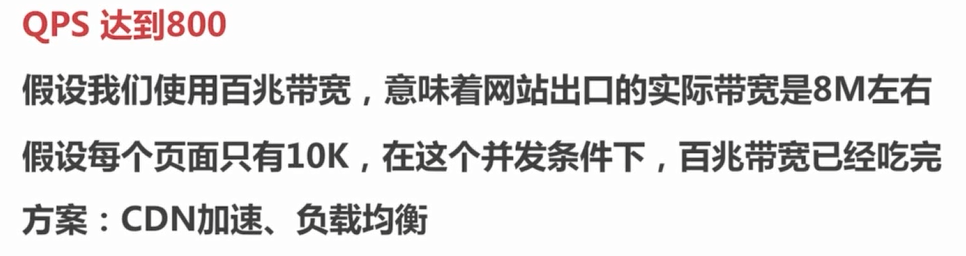 QPS 达到800
假设我们使用百兆带宽，意味着网站出口的实际带宽是8M左右
假设每个页面只有10K，在这个并发条件下，百兆带宽已经吃完
方案：CDN加速、负载均衡